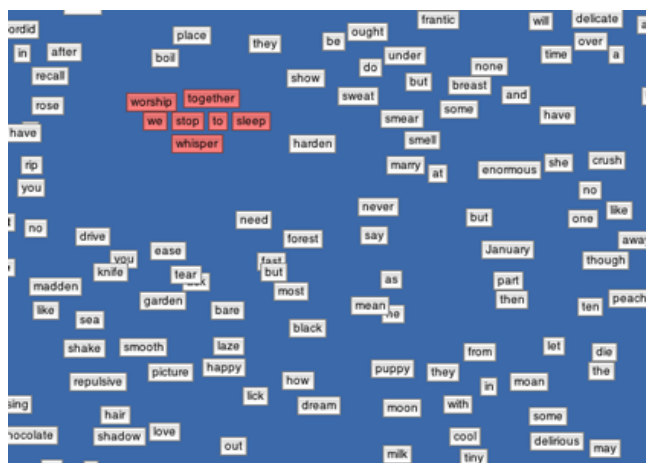 ordid place frantic will delicate
in after they be ought over
boil under time a
recall show do none
but breast
worship together sweat and
rose some
we stop to sleep smear have
have
whisper harden smell
rip marry at enormous she crush
you no
never like
need but one
no say
drive forest away
ease January
you fast though
knife tear but
madden most as part
garden mean then peach
like bare ten
sea black
shake smooth laze from let die
picture happy puppy they the
repulsive how in moan
lick
sing dream moon with
hair some
shadow love cool
hocolate out delirious
milk tiny may